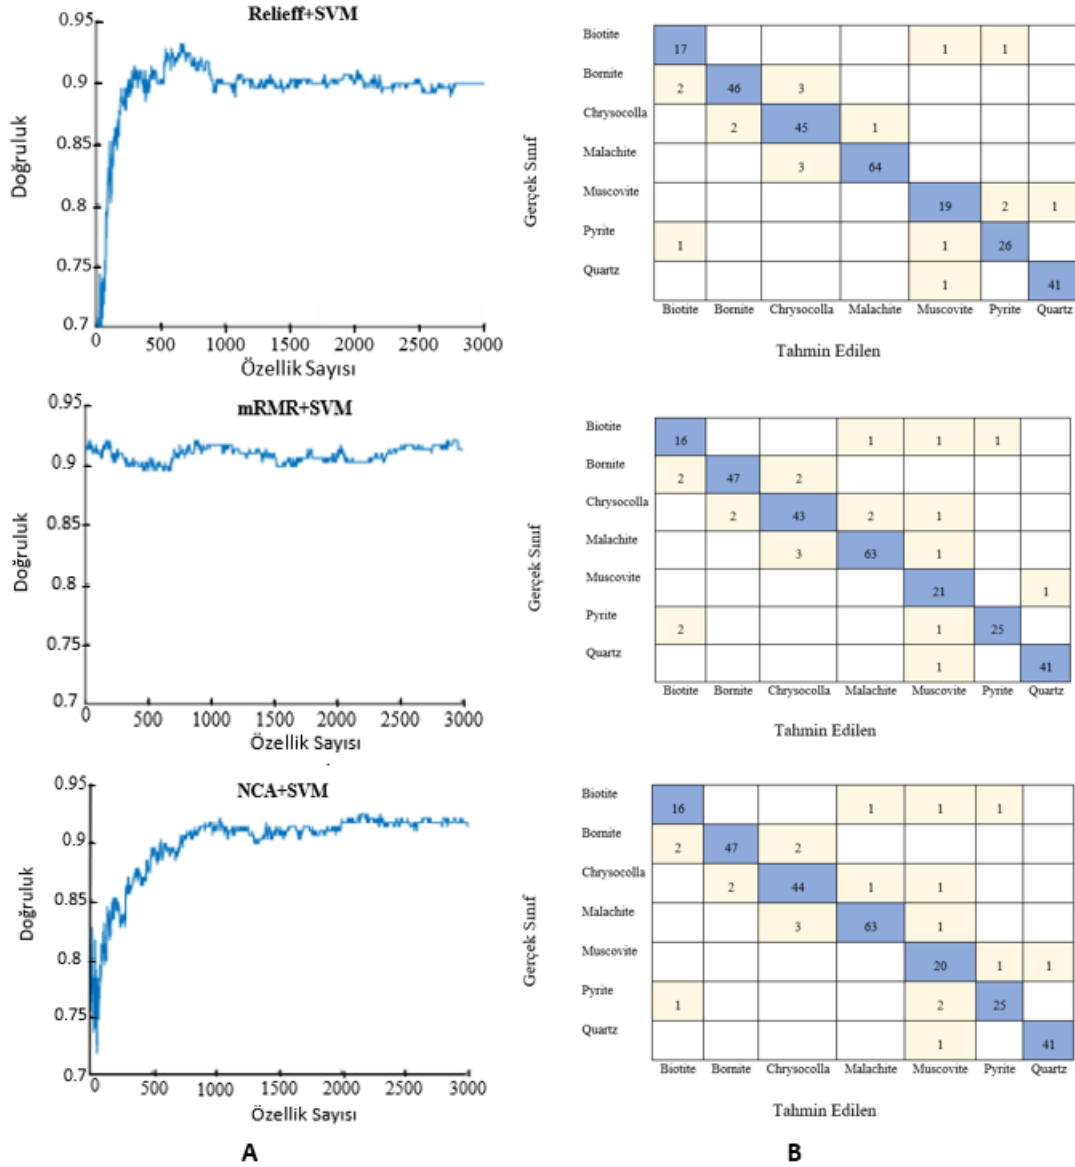 Relieff+SVM
0.95
0.9
0.85
0.8
0.75
0.7
Doğruluk
0 500 1000 1500 2000 2500 3000
Özellik Sayısı
Gerçek Sınıf
Biotite 17 1 1
Bornite 2 46 3
Chrysocolla 2 45 1
Malachite 3 64
Muscovite 19 2 1
Pyrite 1 1 26
Quartz 1 41
Biotite Bornite Chrysocolla Malachite Muscovite Pyrite Quartz
Tahmin Edilen
mRMR+SVM
0.95
0.9
0.85
0.8
0.75
0.7
Doğruluk
0 500 1000 1500 2000 2500 3000
Özellik Sayısı
Gerçek Sınıf
Biotite 16 1 1 1
Bornite 2 47 2
Chrysocolla 2 43 2 1
Malachite 3 63 1
Muscovite 21 1
Pyrite 2 1 25
Quartz 1 41
Biotite Bornite Chrysocolla Malachite Muscovite Pyrite Quartz
Tahmin Edilen
NCA+SVM
0.95
0.9
0.85
0.8
0.75
0.7
Doğruluk
0 500 1000 1500 2000 2500 3000
Özellik Sayısı
Gerçek Sınıf
Biotite 16 1 1 1
Bornite 2 47 2
Chrysocolla 2 44 1 1
Malachite 3 63 1
Muscovite 20 1 1
Pyrite 1 2 25
Quartz 1 41
Biotite Bornite Chrysocolla Malachite Muscovite Pyrite Quartz
Tahmin Edilen
A
B